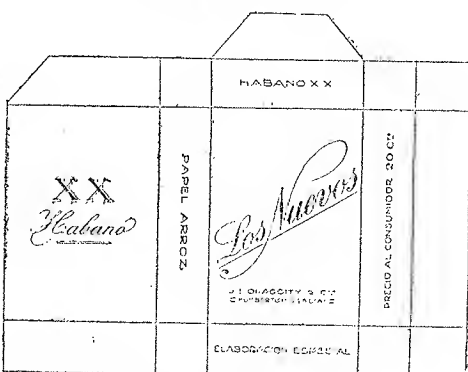 HABANO XX
XX
Habano
PAPEL ARROZ
Los Nuevos
PRECIO AL CONSUMIDOR 20 Cts
ELABORACION ESPECIAL